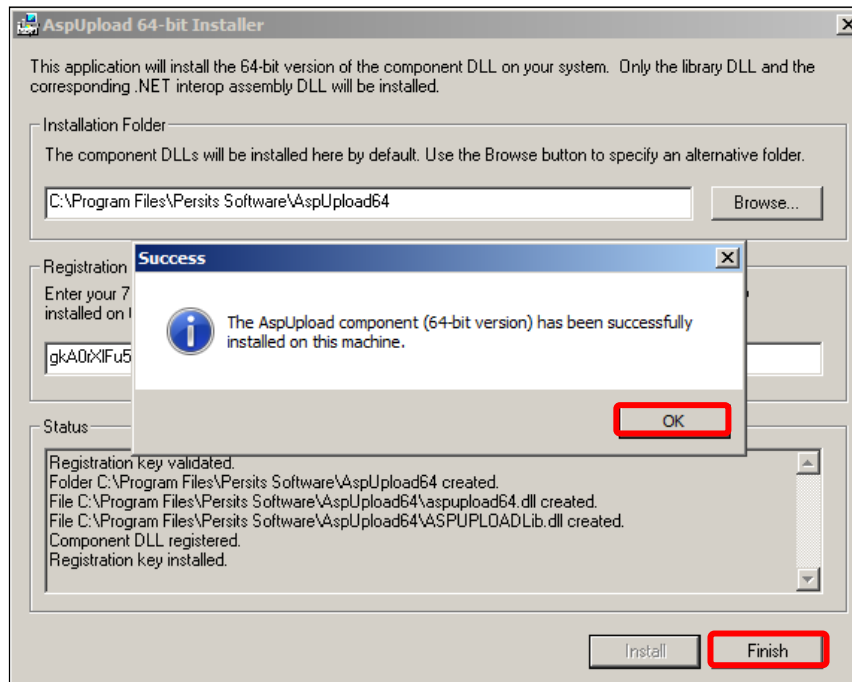 AspUpload 64-bit Installer
This application will install the 64-bit version of the component DLL on your system. Only the library DLL and the
corresponding .NET interop assembly DLL will be installed.
Installation Folder
The component DLLs will be installed here by default. Use the Browse button to specify an alternative folder.
C:\Program Files\Persits Software\AspUpload64
Browse...
Registration
Enter your 7
installed on
Success
The AspUpload component (64-bit version) has been successfully
installed on this machine.
OK
Status
Registration key validated.
Folder C:\Program Files\Persits Software\AspUpload64 created.
File C:\Program Files\Persits Software\AspUpload64\aspupload64.dll created.
File C:\Program Files\Persits Software\AspUpload64\ASPUPLOADLib.dll created.
Component DLL registered.
Registration key installed.
Install
Finish